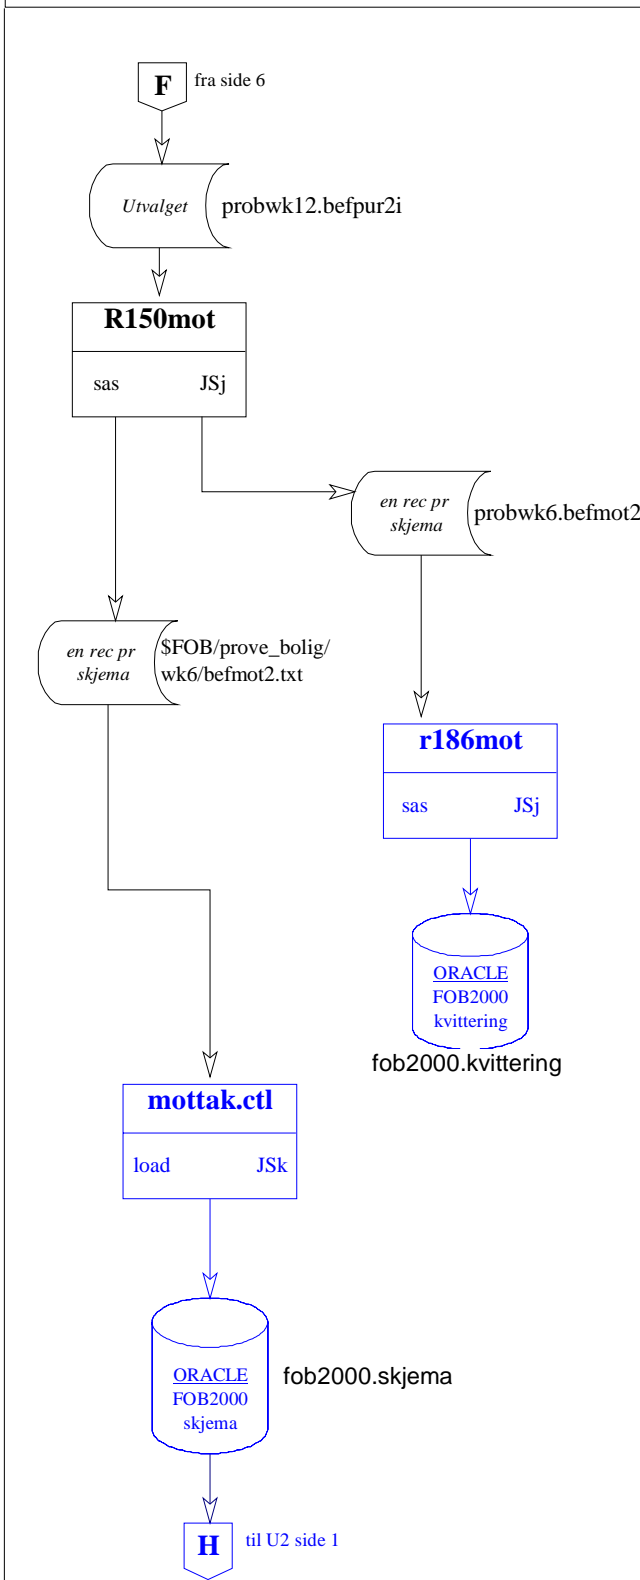 F fra side 6
Utvalget probwk12.befpur2i
R150mot
sas JSj
en rec pr
skjema probwk6.befmot2
en rec pr
skjema
$FOB/prove_bolig/
wk6/befmot2.txt
r186mot
sas JSj
ORACLE
FOB2000
kvittering
fob2000.kvittering
mottak.ctl
load JSk
ORACLE
FOB2000
skjema
fob2000.skjema
H til U2 side 1